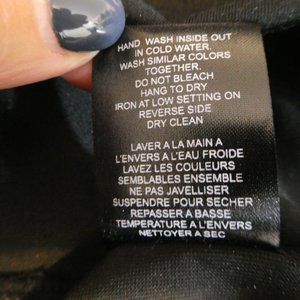 HAND WASH INSIDE OUT
IN COLD WATER.
WASH SIMILAR COLORS
TOGETHER.
DO NOT BLEACH
HANG TO DRY
IRON AT LOW SETTING ON
REVERSE SIDE
DRY CLEAN
LAVER A LA MAIN A
L'ENVERS A L'EAU FROIDE
LAVEZ LES COULEURS
SEMBLABLES ENSEMBLE
NE PAS JAVELLISER
SUSPENDRE POUR SECHER
REPASSER A BASSE
TEMPERATURE A L'ENVERS
NETTOYER A SEC